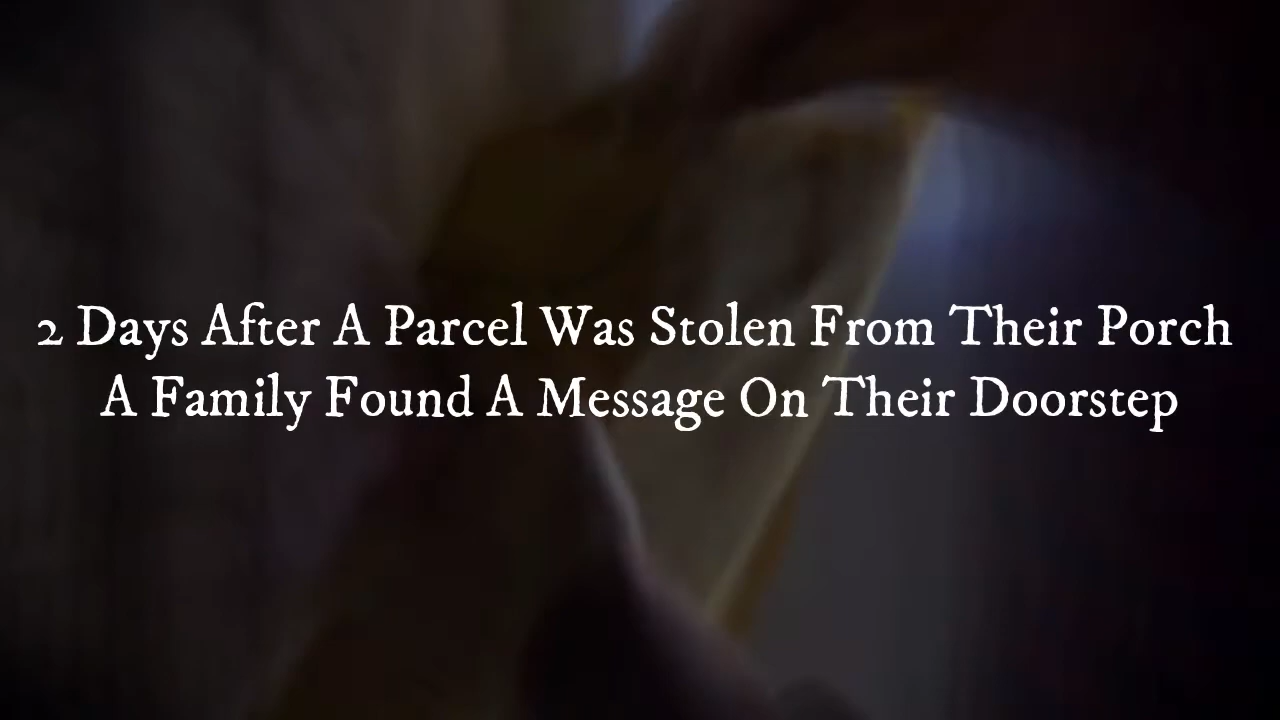 2 Days After A Parcel Was Stolen From Their Porch
A Family Found A Message On Their Doorstep